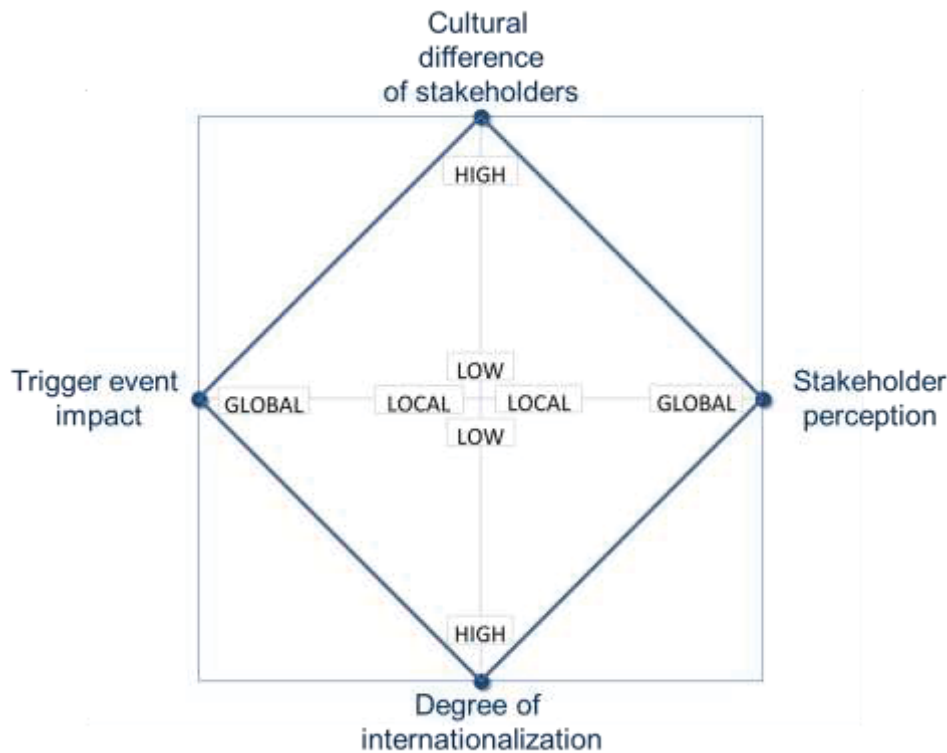 Cultural
difference
of stakeholders
HIGH
LOW
Trigger event
impact
GLOBAL
LOCAL
LOCAL
GLOBAL
Stakeholder
perception
LOW
HIGH
Degree of
internationalization